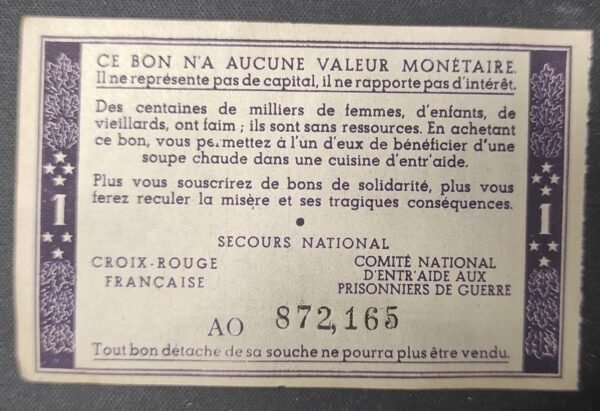 CE BON N'A AUCUNE VALEUR MONÉTAIRE.
Il ne représente pas de capital, il ne rapporte pas d'intérêt.
Des centaines de milliers de femmes, d'enfants, de
vieillards, ont faim ; ils sont sans ressources. En achetant
ce bon, vous permettez à l'un d'eux de bénéficier d'une
soupe chaude dans une cuisine d'entr'aide.
Plus vous souscrirez de bons de solidarité, plus vous
ferez reculer la misère et ses tragiques conséquences.
1
1
SECOURS NATIONAL
CROIX-ROUGE
FRANÇAISE
COMITÉ NATIONAL
D'ENTR'AIDE AUX
PRISONNIERS DE GUERRE
AO 872,165
Tout bon détaché de sa souche ne pourra plus être vendu.